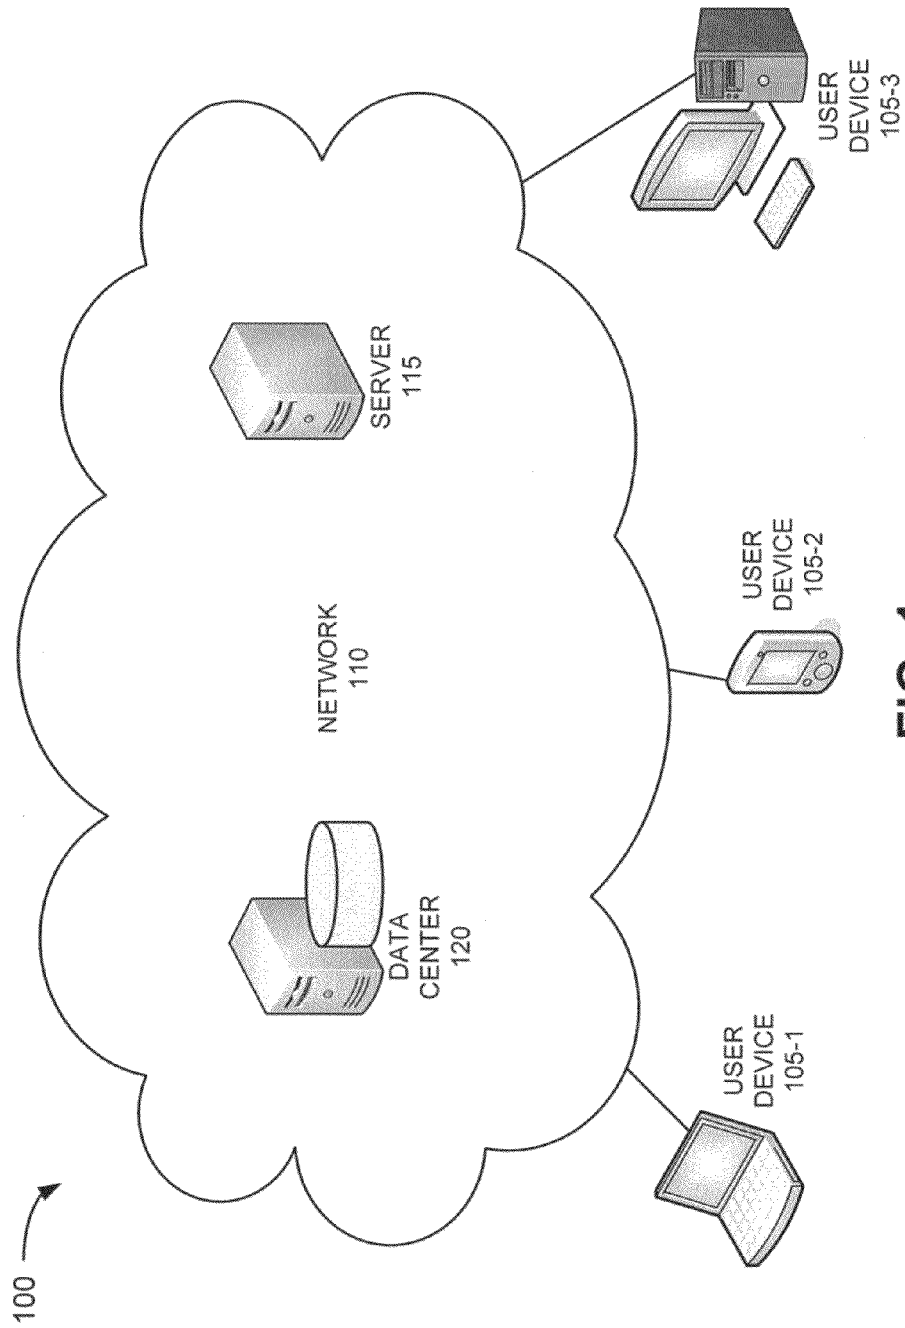 100
NETWORK
110
DATA
CENTER
120
SERVER
115
USER
DEVICE
105-1
USER
DEVICE
105-2
USER
DEVICE
105-3